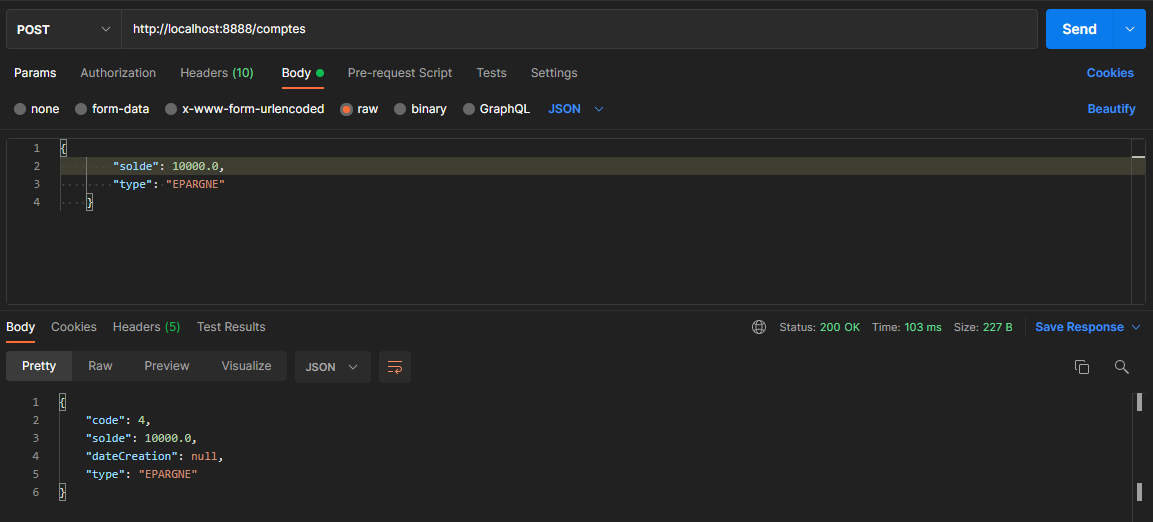 POST http://localhost:8888/comptes Send
Params Authorization Headers (10) Body Pre-request Script Tests Settings Cookies
none form-data x-www-form-urlencoded raw binary GraphQL JSON Beautify
1 {
2 "solde": 10000.0,
3 "type": "EPARGNE"
4 }
Body Cookies Headers (5) Test Results Status: 200 OK Time: 103 ms Size: 227 B Save Response
Pretty Raw Preview Visualize JSON
1 {
2 "code": 4,
3 "solde": 10000.0,
4 "dateCreation": null,
5 "type": "EPARGNE"
6 }